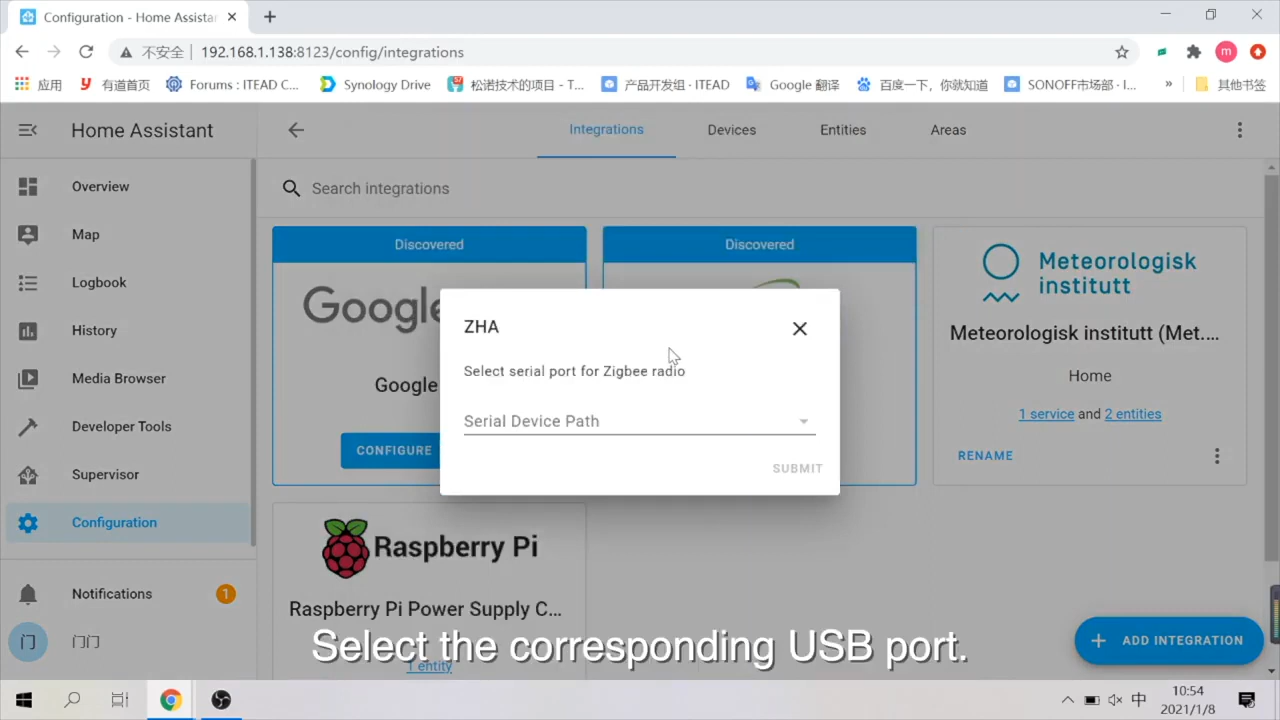 Configuration - Home Assista
不安全
192.168.1.138:8123/config/integrations
m
应用
有道首页
Forums : ITEAD C...
Synology Drive
松诺技术的项目 - T...
产品开发组 - ITEAD
Google 翻译
百度一下，你就知道
SONOFF市场部 - I...
»
其他书签
Home Assistant
Integrations
Devices
Entities
Areas
Overview
Map
Logbook
History
Media Browser
Developer Tools
Supervisor
Configuration
Notifications
1
门
门门
Search integrations
Discovered
Google
Google
CONFIGURE
Discovered
Meteorologisk
institutt
Meteorologisk institutt (Met....
Home
1 service and 2 entities
RENAME
ZHA
Select serial port for Zigbee radio
Serial Device Path
SUBMIT
Raspberry Pi
Raspberry Pi Power Supply C...
1 entity
ADD INTEGRATION
Select the corresponding USB port.
中
10:54
2021/1/8